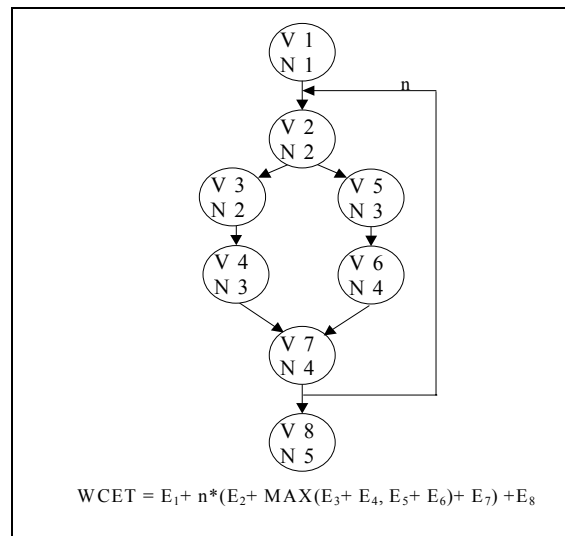 V 1
N 1
n
V 2
N 2
V 3
N 2
V 5
N 3
V 4
N 3
V 6
N 4
V 7
N 4
V 8
N 5
WCET = E₁+ n*(E₂+ MAX(E₃+ E₄, E₅+ E₆)+ E₇) +E₈